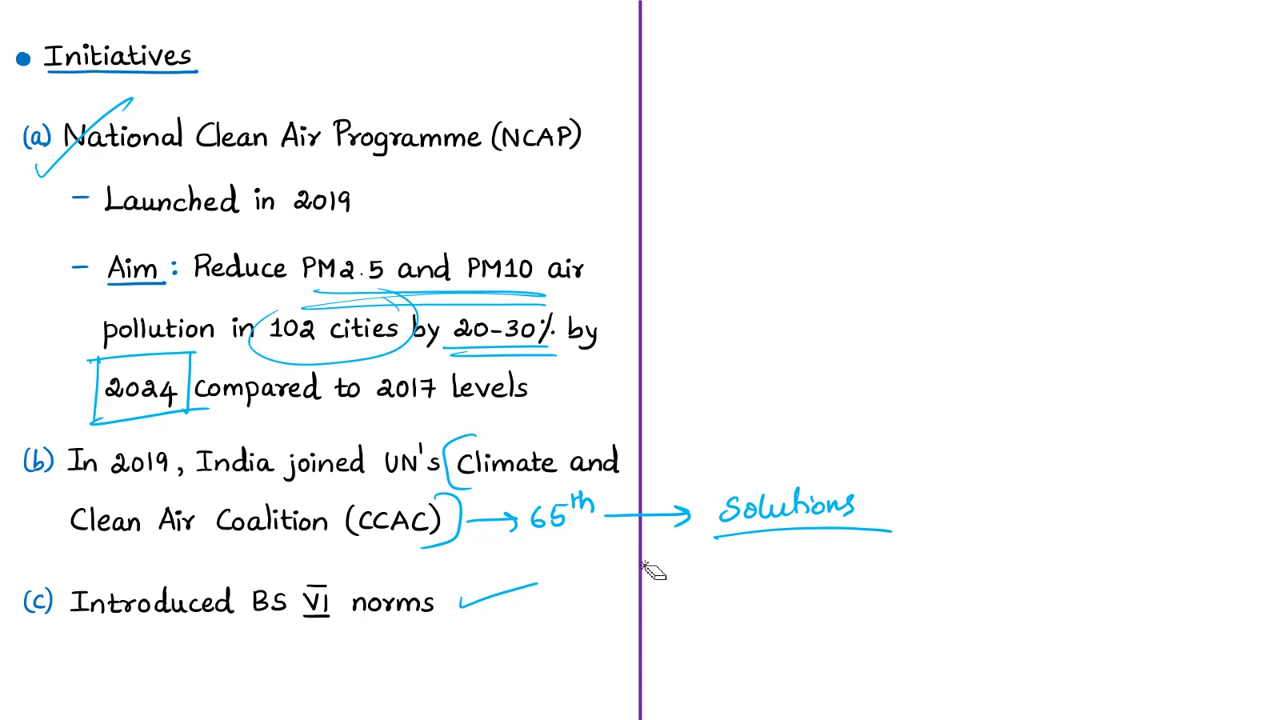 • Initiatives
(a) National Clean Air Programme (NCAP)
– Launched in 2019
– Aim : Reduce PM2.5 and PM10 air
pollution in 102 cities by 20-30% by
2024 compared to 2017 levels
(b) In 2019, India joined UN's Climate and
Clean Air Coalition (CCAC) → 65th → Solutions
(c) Introduced BS VI norms